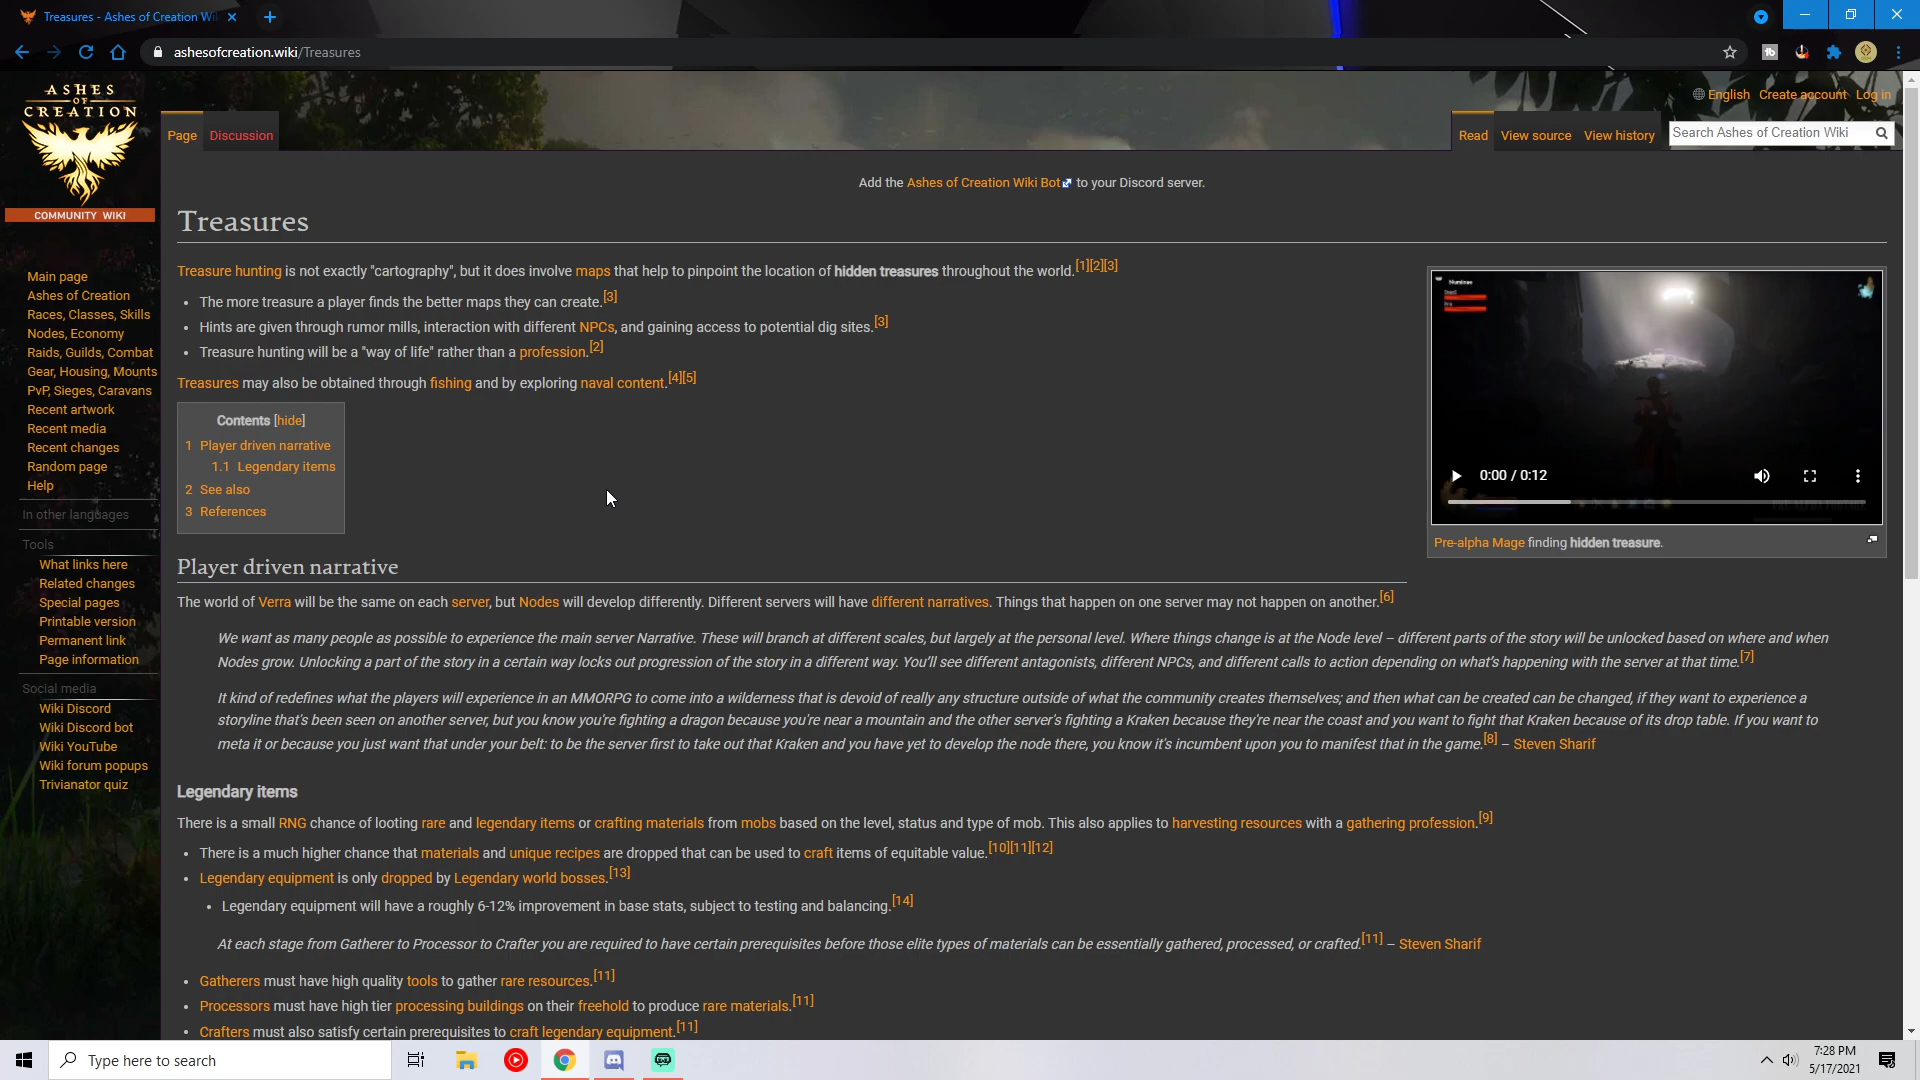 Treasures - Ashes of Creation Wi
ashesofcreation.wiki/Treasures
ASHES
OF
CREATION
COMMUNITY WIKI
English Create account Log in
Page Discussion
Read View source View history
Search Ashes of Creation Wiki
Add the Ashes of Creation Wiki Bot to your Discord server.
Main page
Ashes of Creation
Races, Classes, Skills
Nodes, Economy
Raids, Guilds, Combat
Gear, Housing, Mounts
PvP, Sieges, Caravans
Recent artwork
Recent media
Recent changes
Random page
Help
In other languages
Tools
What links here
Related changes
Special pages
Printable version
Permanent link
Page information
Social media
Wiki Discord
Wiki Discord bot
Wiki YouTube
Wiki forum popups
Trivianator quiz
Treasures
Treasure hunting is not exactly "cartography", but it does involve maps that help to pinpoint the location of hidden treasures throughout the world.[1][2][3]
• The more treasure a player finds the better maps they can create.[3]
• Hints are given through rumor mills, interaction with different NPCs, and gaining access to potential dig sites.[3]
• Treasure hunting will be a "way of life" rather than a profession.[2]
Treasures may also be obtained through fishing and by exploring naval content.[4][5]
Contents [hide]
1 Player driven narrative
1.1 Legendary items
2 See also
3 References
0:00 / 0:12
Pre-alpha Mage finding hidden treasure.
Player driven narrative
The world of Verra will be the same on each server, but Nodes will develop differently. Different servers will have different narratives. Things that happen on one server may not happen on another.[6]
We want as many people as possible to experience the main server Narrative. These will branch at different scales, but largely at the personal level. Where things change is at the Node level – different parts of the story will be unlocked based on where and when
Nodes grow. Unlocking a part of the story in a certain way locks out progression of the story in a different way. You'll see different antagonists, different NPCs, and different calls to action depending on what's happening with the server at that time.[7]
It kind of redefines what the players will experience in an MMORPG to come into a wilderness that is devoid of really any structure outside of what the community creates themselves; and then what can be created can be changed, if they want to experience a
storyline that's been seen on another server, but you know you're fighting a dragon because you're near a mountain and the other server's fighting a Kraken because they're near the coast and you want to fight that Kraken because of its drop table. If you want to
meta it or because you just want that under your belt: to be the server first to take out that Kraken and you have yet to develop the node there, you know it's incumbent upon you to manifest that in the game.[8] – Steven Sharif
Legendary items
There is a small RNG chance of looting rare and legendary items or crafting materials from mobs based on the level, status and type of mob. This also applies to harvesting resources with a gathering profession.[9]
• There is a much higher chance that materials and unique recipes are dropped that can be used to craft items of equitable value.[10][11][12]
• Legendary equipment is only dropped by Legendary world bosses.[13]
• Legendary equipment will have a roughly 6-12% improvement in base stats, subject to testing and balancing.[14]
At each stage from Gatherer to Processor to Crafter you are required to have certain prerequisites before those elite types of materials can be essentially gathered, processed, or crafted.[11] – Steven Sharif
• Gatherers must have high quality tools to gather rare resources.[11]
• Processors must have high tier processing buildings on their freehold to produce rare materials.[11]
• Crafters must also satisfy certain prerequisites to craft legendary equipment.[11]
Type here to search
7:28 PM
5/17/2021